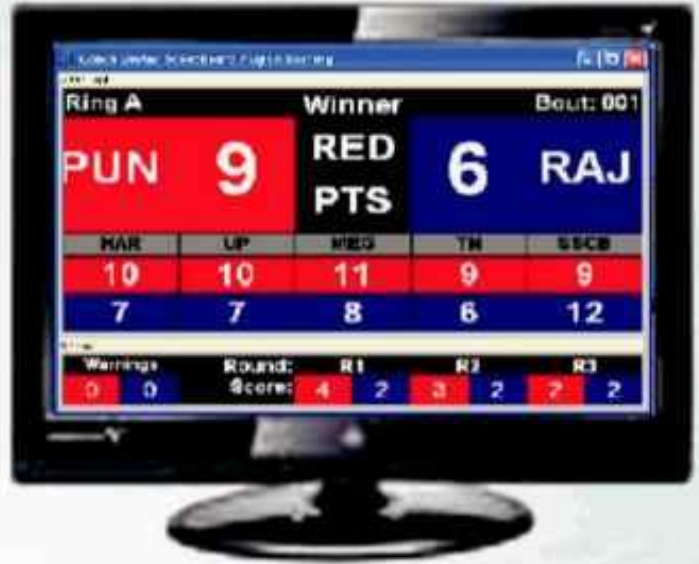 Ring A Winner Bout: 001
PUN 9 RED PTS 6 RAJ
HAR UP MEG TN SSCB
10 10 11 9 9
7 7 8 6 12
Warnings Round: R1 R2 R3
0 0 Score: 4 2 3 2 2 2